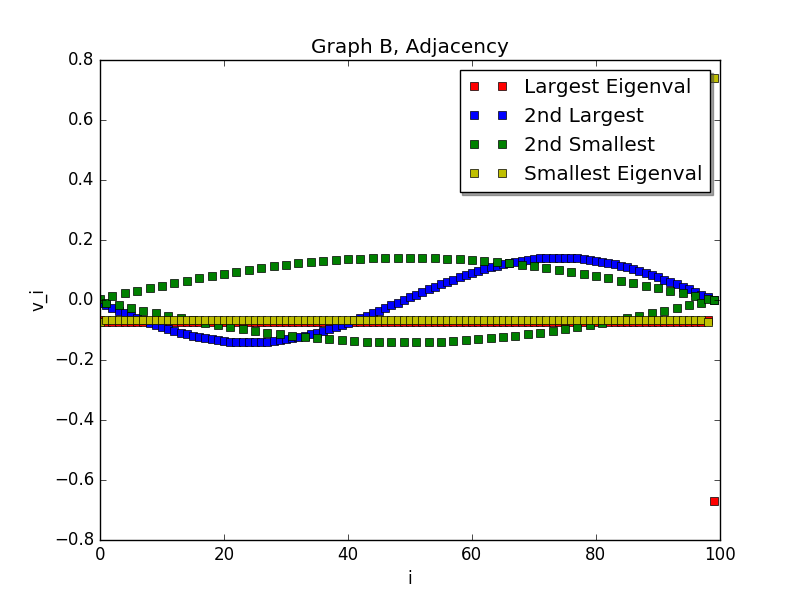 Graph B, Adjacency
Largest Eigenval
2nd Largest
2nd Smallest
Smallest Eigenval
0.8
0.6
0.4
0.2
0.0
−0.2
−0.4
−0.6
−0.8
v_i
0 20 40 60 80 100
i